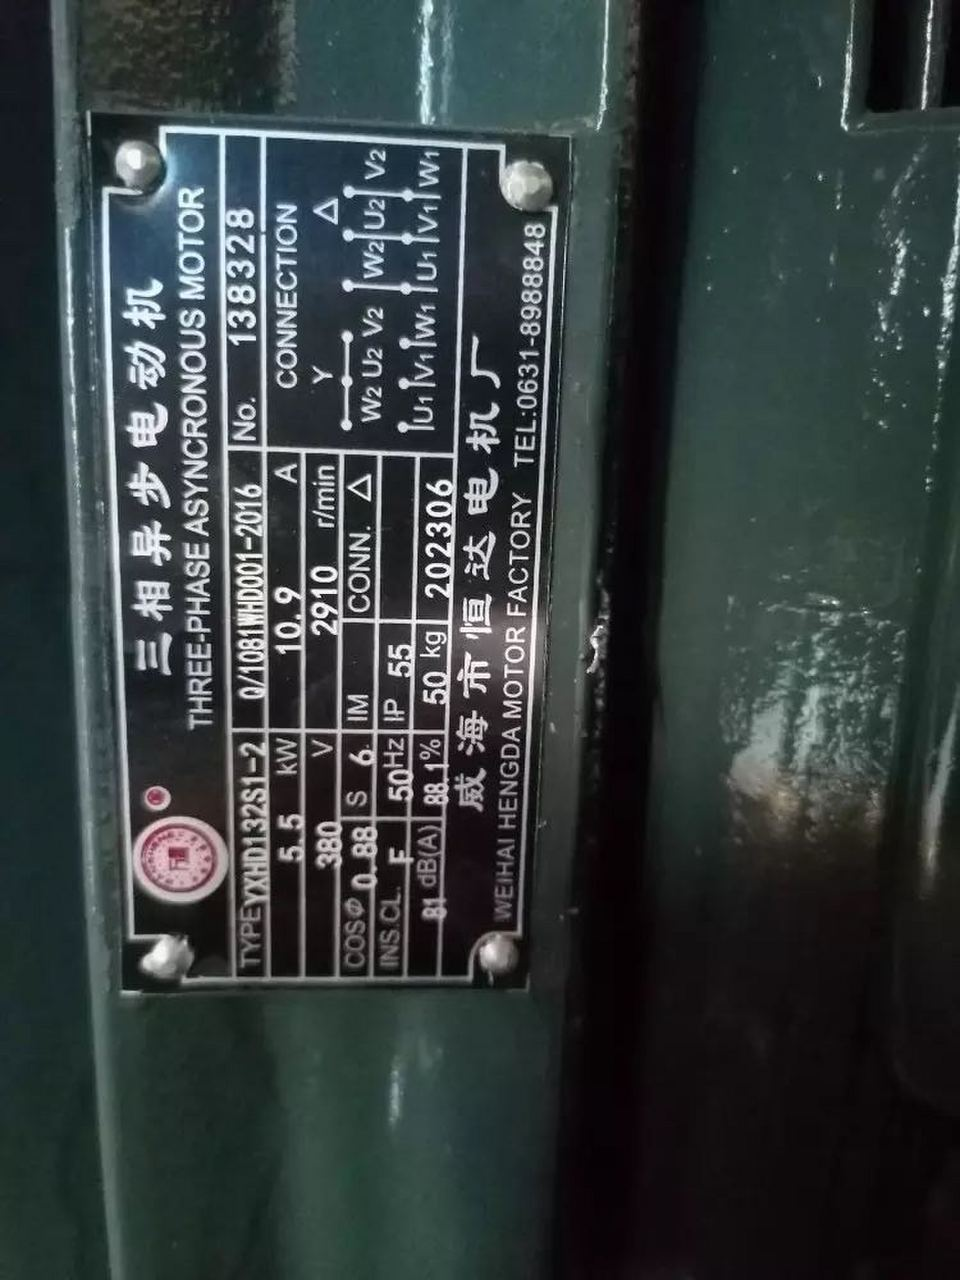 三相异步电动机
THREE-PHASE ASYNCRONOUS MOTOR
TYPE YXHD132S1-2 Q/1081WHD001-2016 No. 138328
5.5 kW 10.9 A CONNECTION
380 V 2910 r/min Y △
COSΦ 0.88 S 6 IM CONN. △ W2 U2 V2 W2 U2 V2
INS.CL. F 50Hz IP 55 U1 V1 W1 U1 V1 W1
81 dB(A) 88.1% 50 kg 202306
威海市恒达电机厂
WEIHAI HENGDA MOTOR FACTORY TEL:0631-8988848